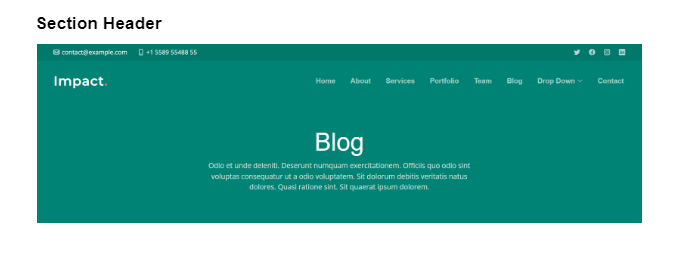 Section Header
contact@example.com +1 5589 55488 55
Impact.
Home About Services Portfolio Team Blog Drop Down Contact
Blog
Odio et unde deleniti. Deserunt numquam exercitationem. Officiis quo odio sint
voluptas consequatur ut a odio voluptatem. Sit dolorum debitis veritatis natus
dolores. Quasi ratione sint. Sit quaerat ipsum dolorem.